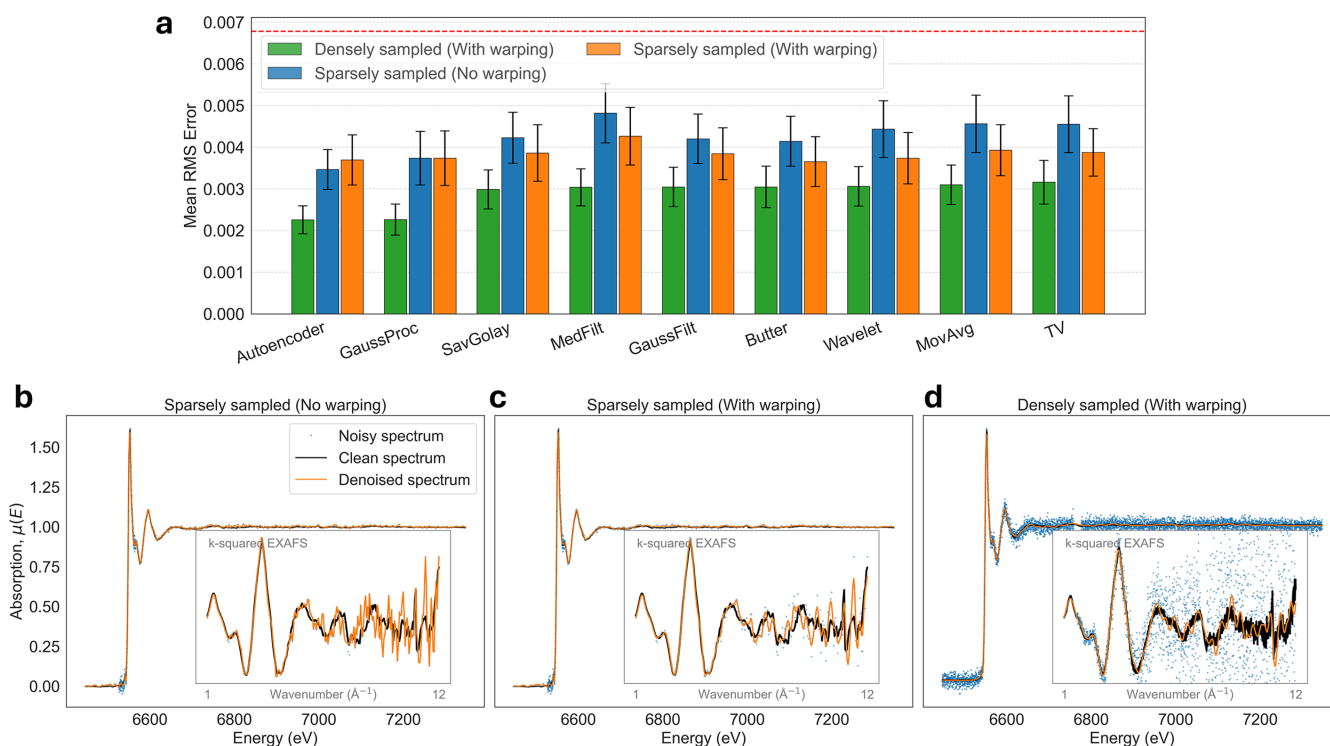 a
0.007
0.006
0.005
0.004
0.003
0.002
0.001
0.000
Mean RMS Error
Densely sampled (With warping)
Sparsely sampled (With warping)
Sparsely sampled (No warping)
Autoencoder
GaussProc
SavGolay
MedFilt
GaussFilt
Butter
Wavelet
MovAvg
TV
b
Sparsely sampled (No warping)
1.50
1.25
1.00
0.75
0.50
0.25
0.00
Absorption, μ(E)
Noisy spectrum
Clean spectrum
Denoised spectrum
k-squared EXAFS
1 Wavenumber (Å⁻¹) 12
6600 6800 7000 7200
Energy (eV)
c
Sparsely sampled (With warping)
k-squared EXAFS
1 Wavenumber (Å⁻¹) 12
6600 6800 7000 7200
Energy (eV)
d
Densely sampled (With warping)
k-squared EXAFS
1 Wavenumber (Å⁻¹) 12
6600 6800 7000 7200
Energy (eV)